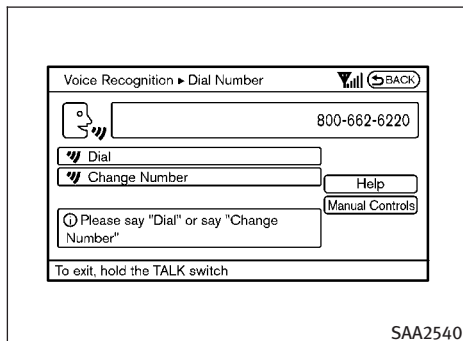 Voice Recognition ▸ Dial Number
BACK
800-662-6220
Dial
Change Number
Help
Manual Controls
Please say "Dial" or say "Change
Number"
To exit, hold the TALK switch
SAA2540